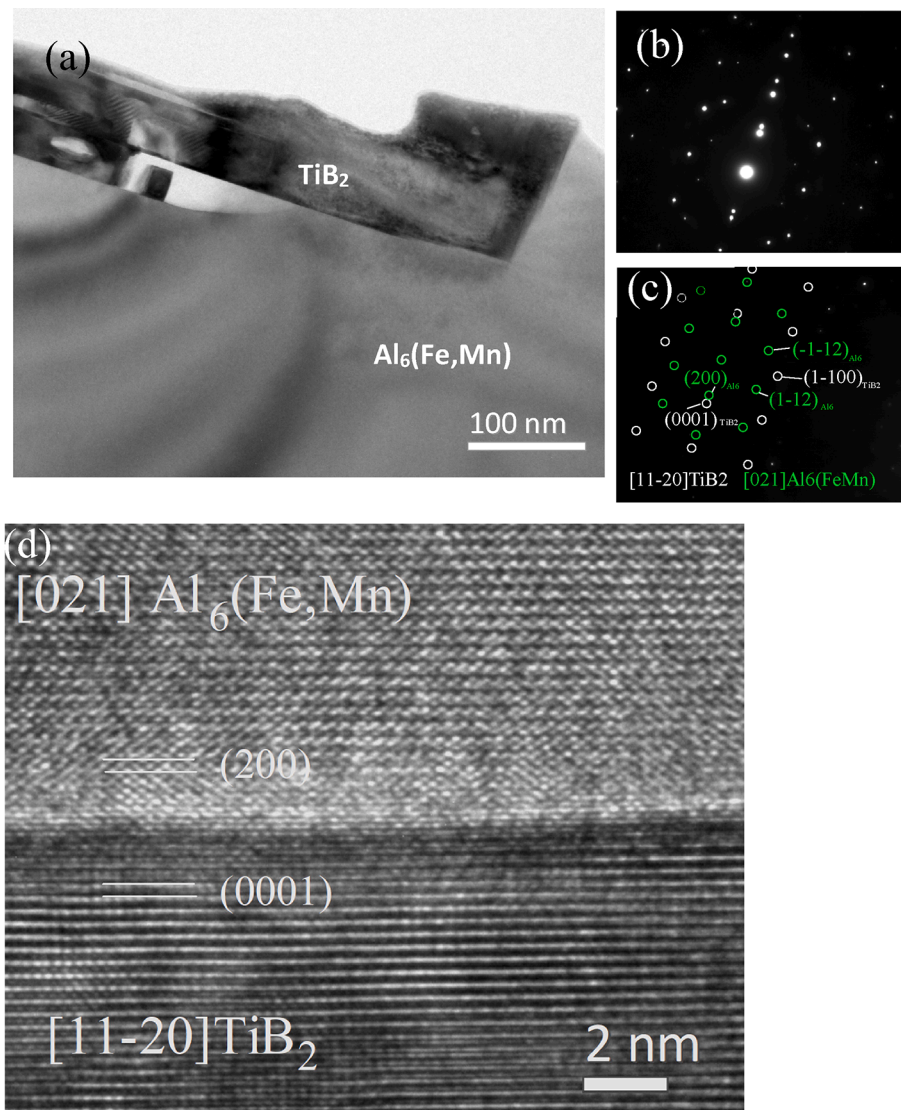 (a)
TiB2
Al6(Fe,Mn)
100 nm
(b)
(c)
(-1-12)Al6
(200)Al6
(1-100)TiB2
(0001)TiB2
(1-12)Al6
[11-20]TiB2 [021]Al6(FeMn)
(d)
[021] Al6(Fe,Mn)
(200)
(0001)
[11-20]TiB2
2 nm